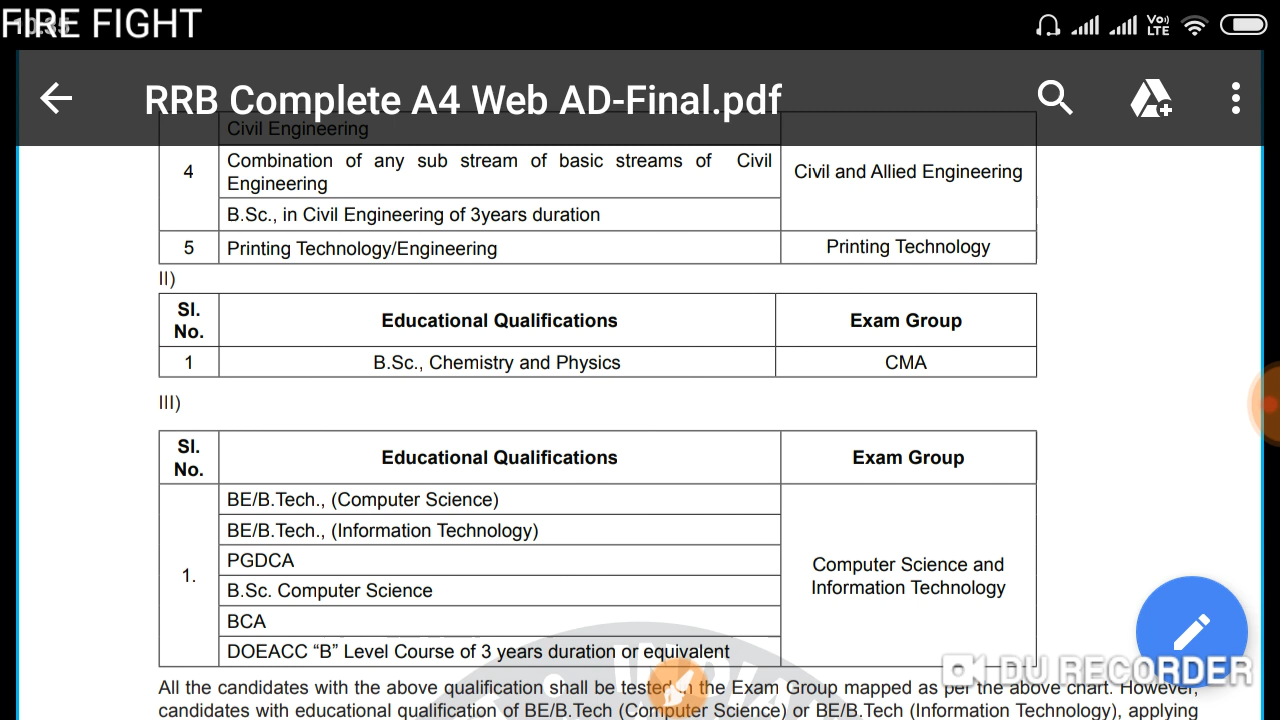 FIRE FIGHT
VoD LTE
RRB Complete A4 Web AD-Final.pdf
Civil Engineering
4
Combination of any sub stream of basic streams of Civil
Engineering
Civil and Allied Engineering
B.Sc., in Civil Engineering of 3years duration
5 Printing Technology/Engineering Printing Technology
II)
Sl.
No.
Educational Qualifications Exam Group
1 B.Sc., Chemistry and Physics CMA
III)
Sl.
No.
Educational Qualifications Exam Group
1.
BE/B.Tech., (Computer Science)
BE/B.Tech., (Information Technology)
PGDCA
B.Sc. Computer Science
BCA
DOEACC “B” Level Course of 3 years duration or equivalent
Computer Science and
Information Technology
DU RECORDER
All the candidates with the above qualification shall be tested in the Exam Group mapped as per the above chart. However,
candidates with educational qualification of BE/B.Tech (Computer Science) or BE/B.Tech (Information Technology), applying